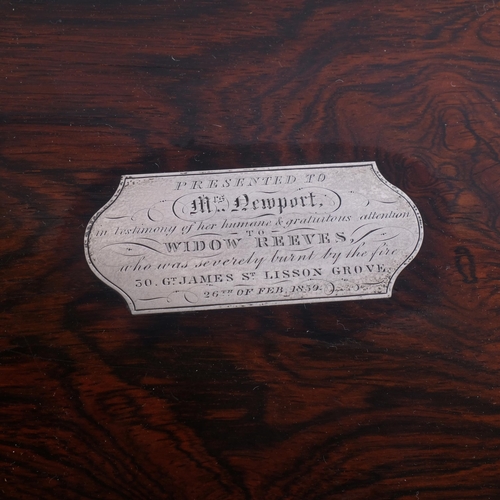 PRESENTED TO
Mrs. Newport.
in testimony of her humane & gratuitous attention
TO
WIDOW REEVES,
who was severely burnt by the fire
30. Gt. JAMES St. LISSON GROVE,
26TH OF FEB. 1839.